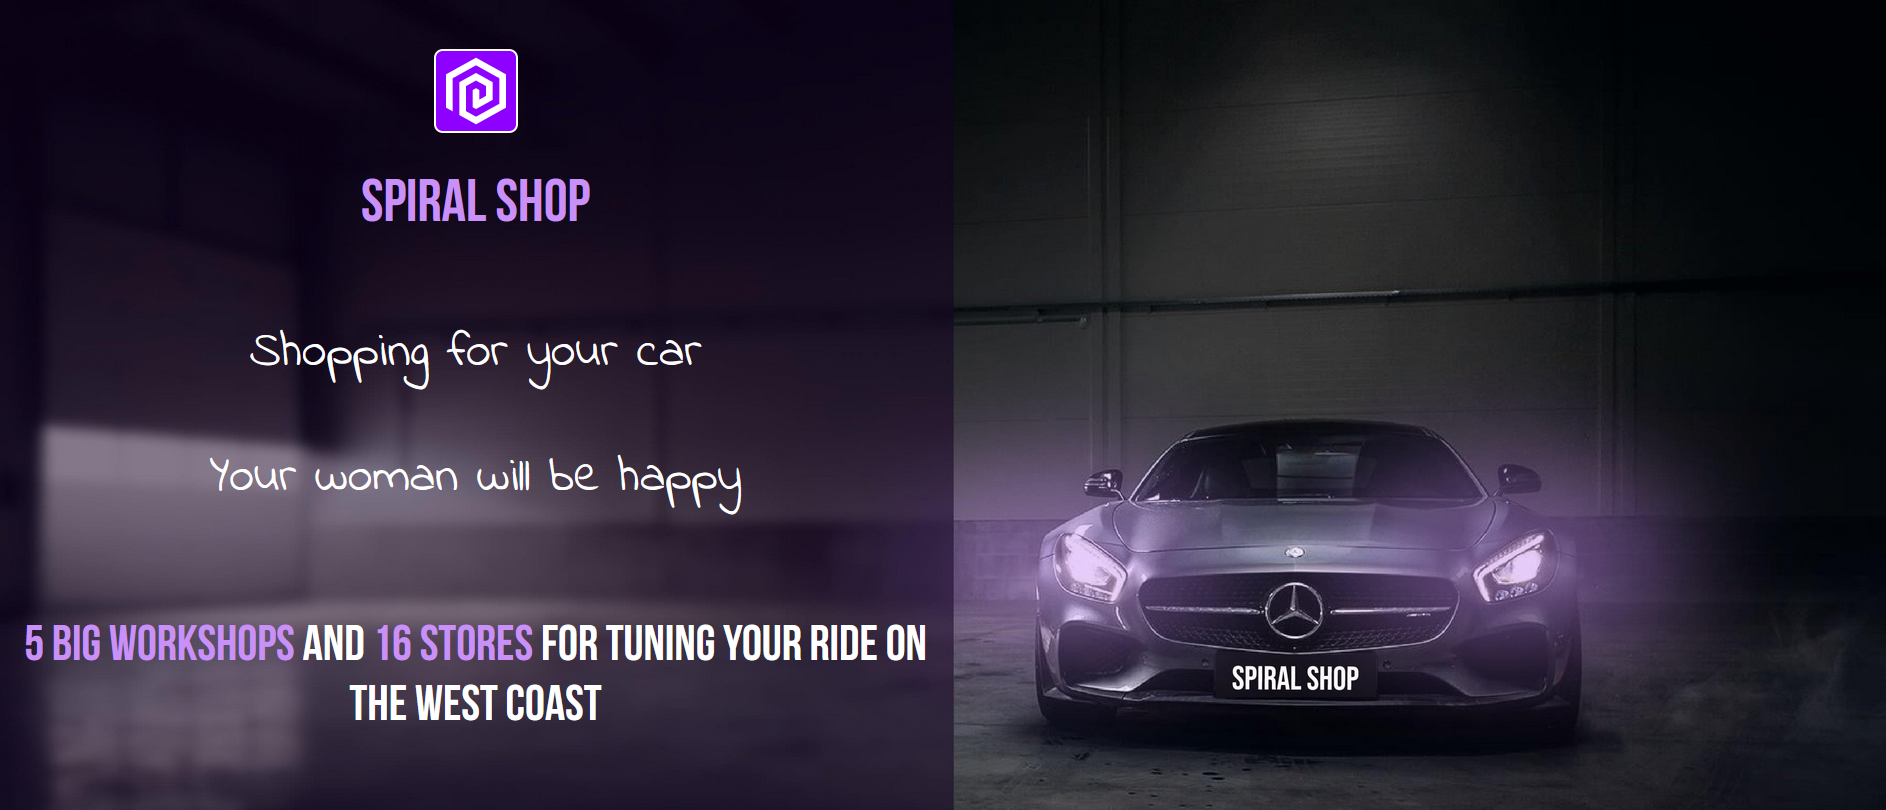 SPIRAL SHOP
Shopping for your car
Your woman will be happy
5 BIG WORKSHOPS AND 16 STORES FOR TUNING YOUR RIDE ON
THE WEST COAST
SPIRAL SHOP